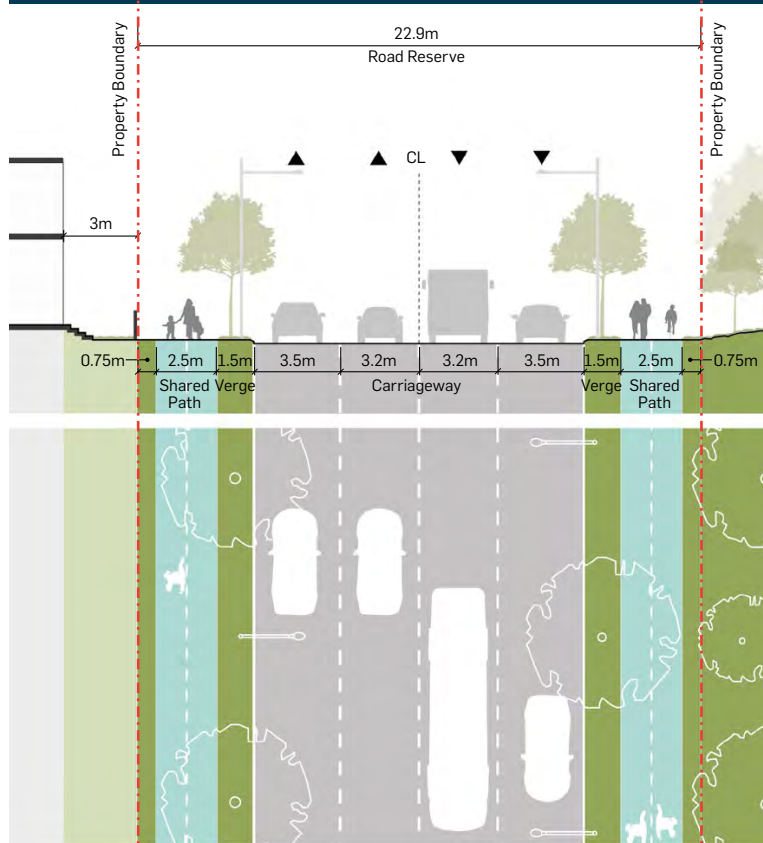 22.9m
Road Reserve
Property Boundary
Property Boundary
CL
3m
0.75m 2.5m 1.5m 3.5m 3.2m 3.2m 3.5m 1.5m 2.5m 0.75m
Shared Path Verge Carriageway Verge Shared Path